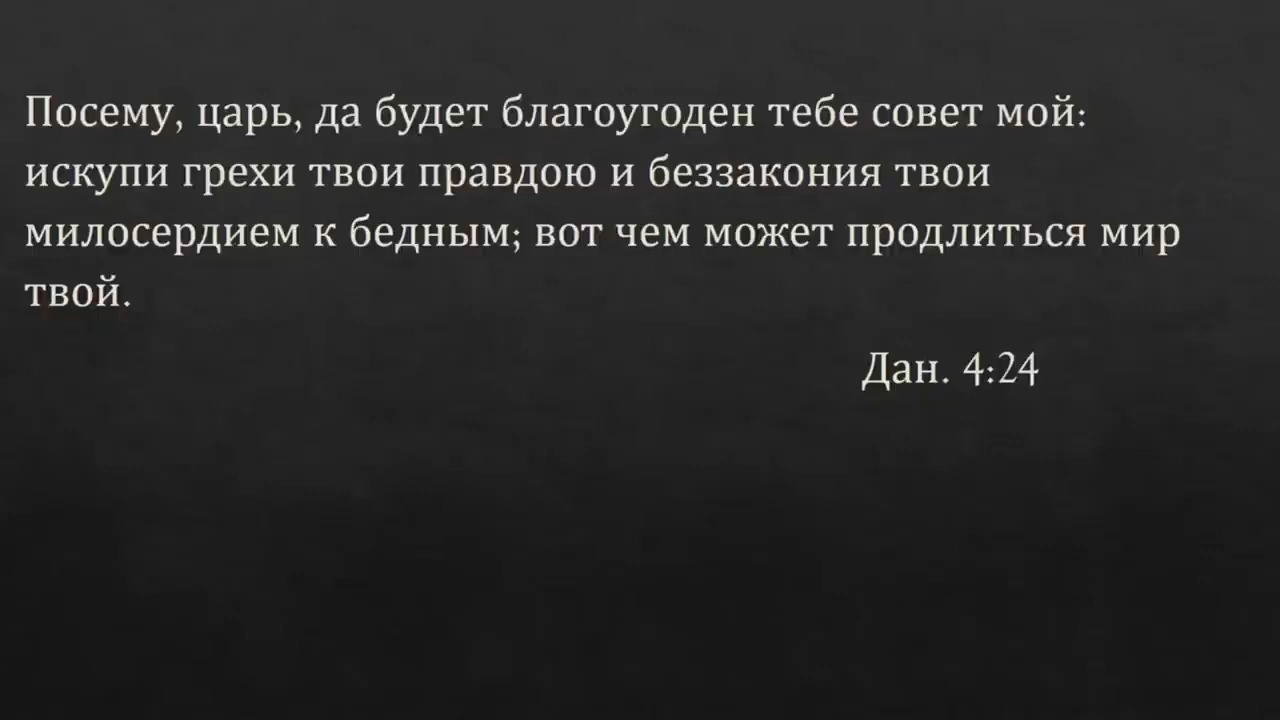 Посему, царь, да будет благоугоден тебе совет мой:
искупи грехи твои правдою и беззакония твои
милосердием к бедным; вот чем может продлиться мир
твой.
Дан. 4:24